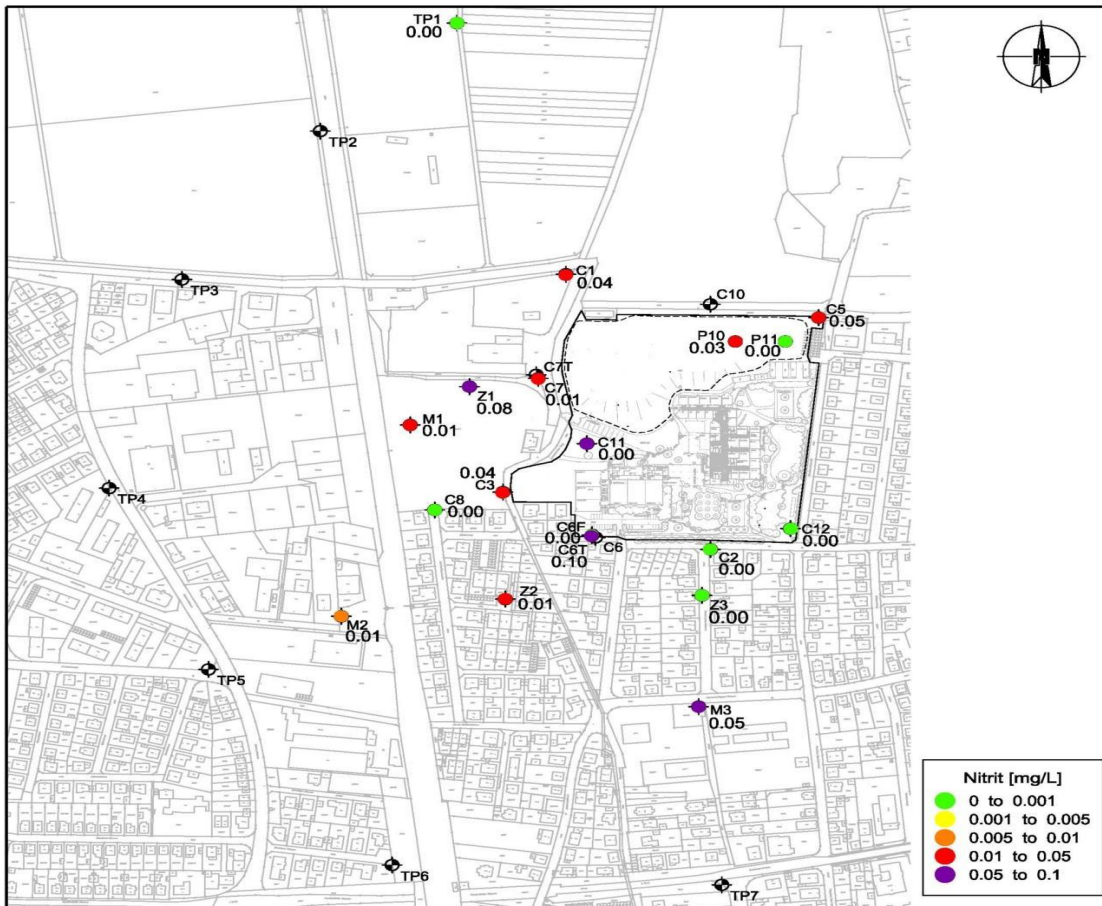 TP1
0.00
N
TP2
TP3
C1
0.04
C10
C5
0.05
P10
0.03
P11
0.00
C7T
C7
0.01
Z1
0.08
M1
0.01
C11
0.00
0.04
C3
TP4
C8
0.00
C6F
0.00
C6T
0.10
C6
C12
0.00
C2
0.00
Z2
0.01
Z3
0.00
M2
0.01
TP5
M3
0.05
TP6
TP7
Nitrit [mg/L]
0 to 0.001
0.001 to 0.005
0.005 to 0.01
0.01 to 0.05
0.05 to 0.1